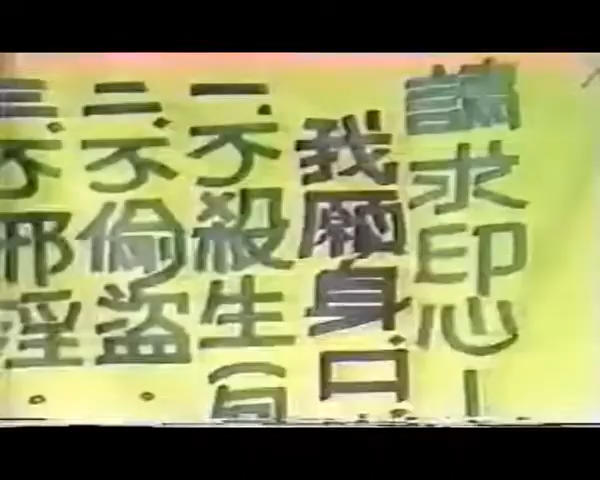 請求印心—
我願身.口.
一.不殺生(
二.不偷盜.
三.不邪淫.